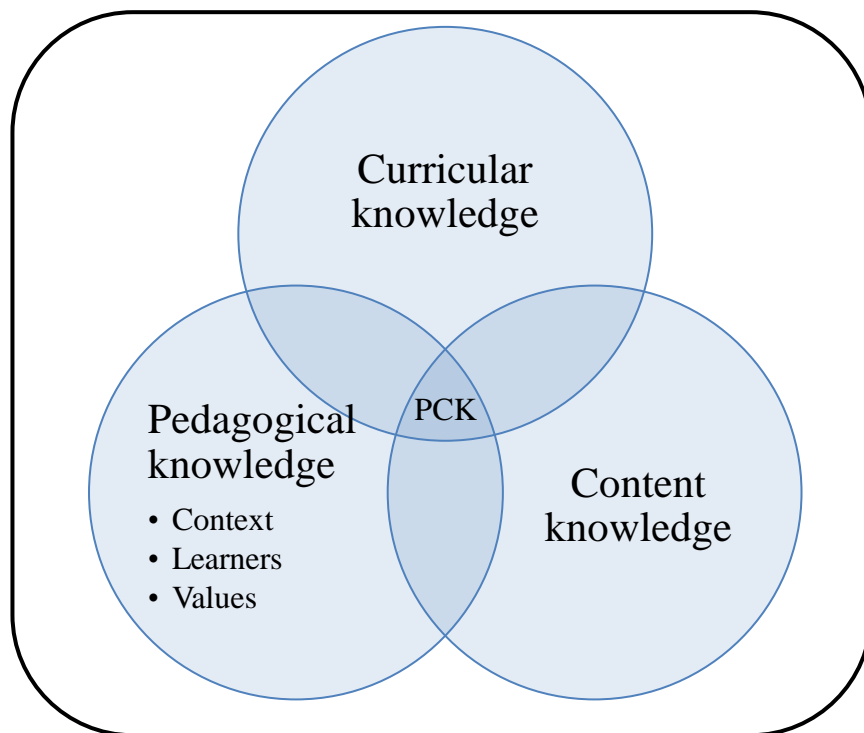 Curricular
knowledge
PCK
Pedagogical
knowledge
• Context
• Learners
• Values
Content
knowledge